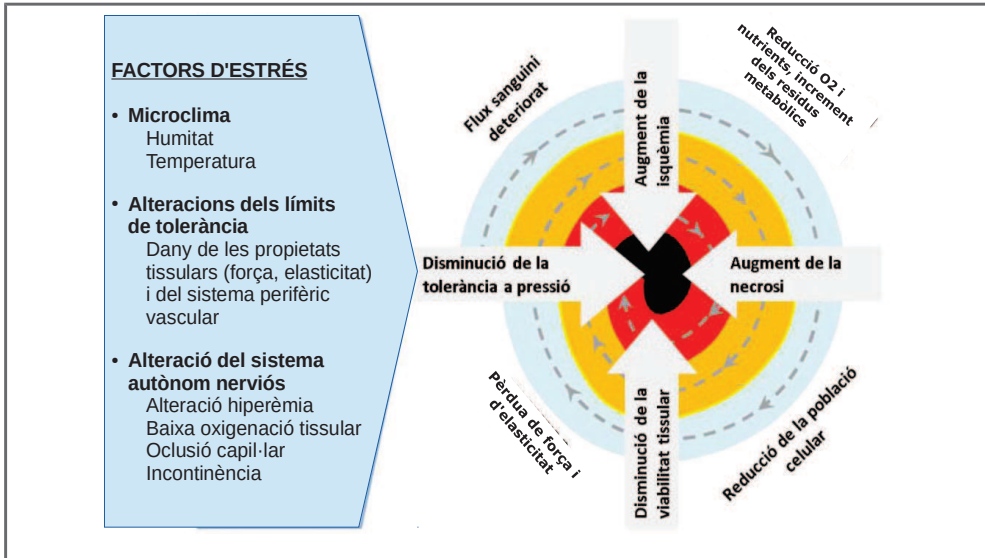 FACTORS D'ESTRÉS
• Microclima
Humitat
Temperatura
• Alteracions dels límits
de tolerància
Dany de les propietats
tissulars (força, elasticitat)
i del sistema perifèric
vascular
• Alteració del sistema
autònom nerviós
Alteració hiperèmia
Baixa oxigenació tissular
Oclusió capil·lar
Incontinència
Flux sanguini
deteriorat
Augment de la
isquèmia
Reducció O2 i
nutrients, increment
dels residus
metabòlics
Disminució de la
tolerància a pressió
Augment de la
necrosi
Pèrdua de força i
d'elasticitat
Disminució de la
viabilitat tissular
Reducció de la població
celular